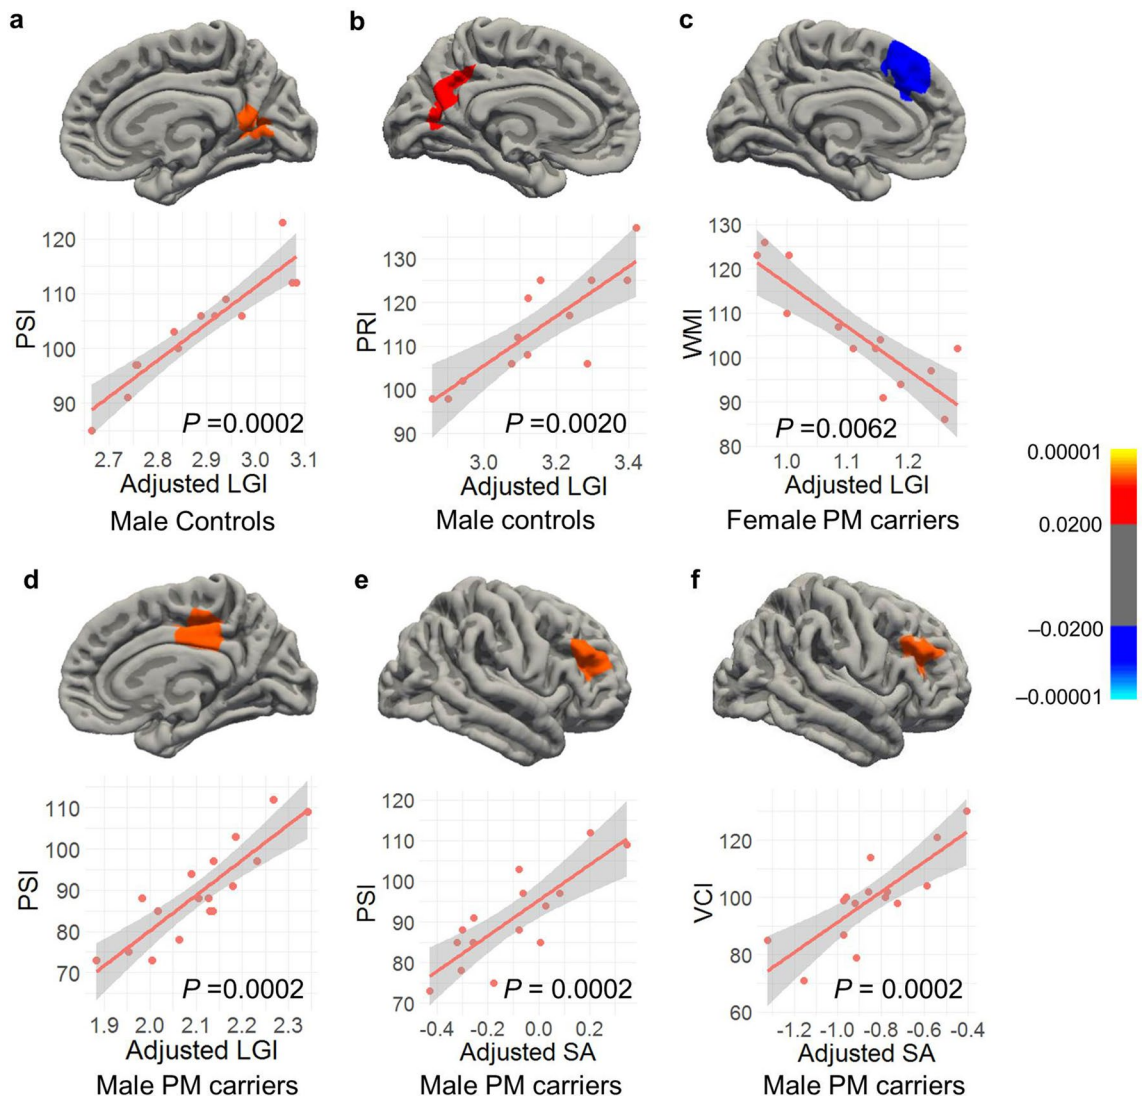 a
b
c
PSI
120
110
100
90
P =0.0002
2.7 2.8 2.9 3.0 3.1
Adjusted LGI
Male Controls
PRI
130
120
110
100
90
P =0.0020
3.0 3.2 3.4
Adjusted LGI
Male controls
WMI
130
120
110
100
90
80
P =0.0062
1.0 1.1 1.2
Adjusted LGI
Female PM carriers
0.00001
0.0200
–0.0200
–0.00001
d
e
f
PSI
110
100
90
80
70
P =0.0002
1.9 2.0 2.1 2.2 2.3
Adjusted LGI
Male PM carriers
PSI
120
110
100
90
80
70
P = 0.0002
-0.4 -0.2 0.0 0.2
Adjusted SA
Male PM carriers
VCI
120
100
80
60
P = 0.0002
-1.2 -1.0 -0.8 -0.6 -0.4
Adjusted SA
Male PM carriers